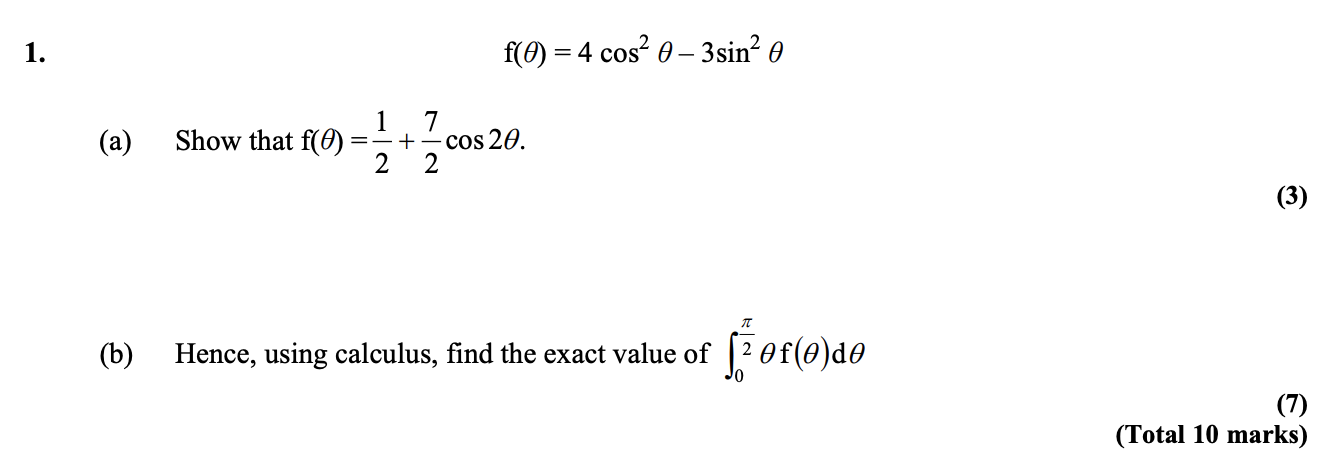 1. f(θ) = 4 cos² θ – 3sin² θ
(a) Show that f(θ) = 1/2 + 7/2 cos 2θ.
(3)
(b) Hence, using calculus, find the exact value of ∫₀^(π/2) θ f(θ)dθ
(7)
(Total 10 marks)